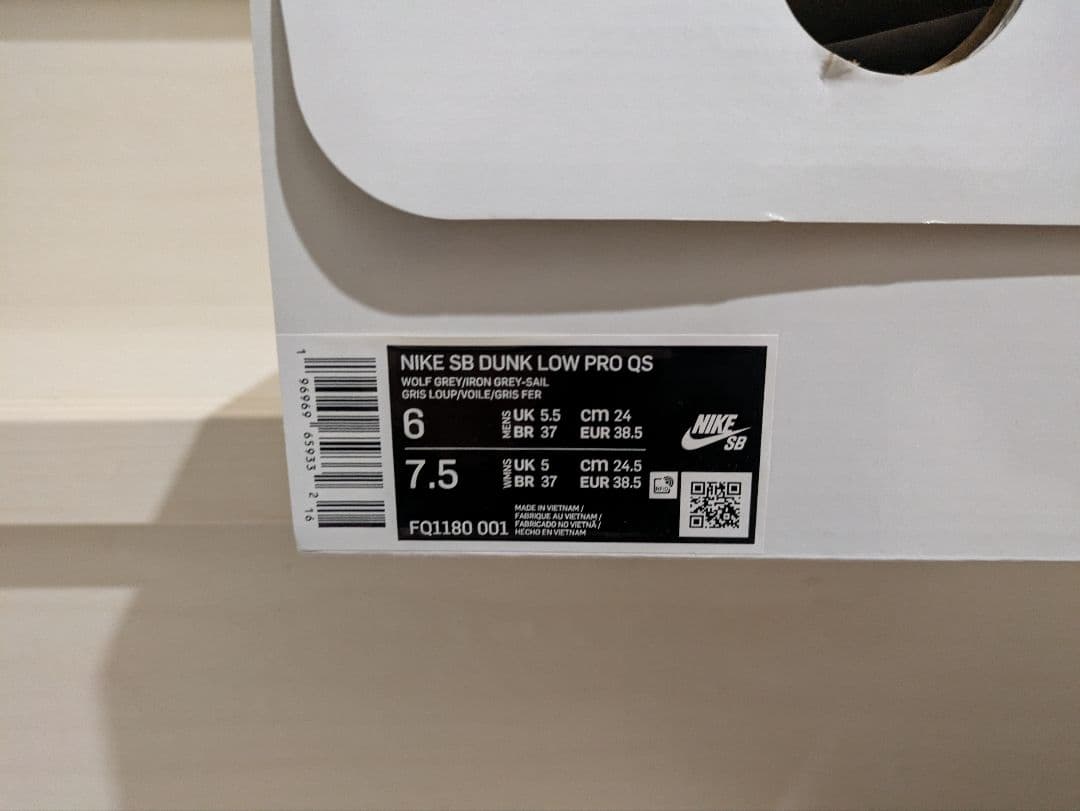 NIKE SB DUNK LOW PRO QS
WOLF GREY/IRON GREY-SAIL
GRIS LOUP/VOILE/GRIS FER
6 MENS UK 5.5 cm 24
BR 37 EUR 38.5
7.5 WMNS UK 5 cm 24.5
BR 37 EUR 38.5
FQ1180 001
MADE IN VIETNAM /
FABRIQUE AU VIETNAM /
FABRICADO NO VIETNÃ /
HECHO EN VIETNAM
NIKE
SB
RFID
1 96969 65933 2 16